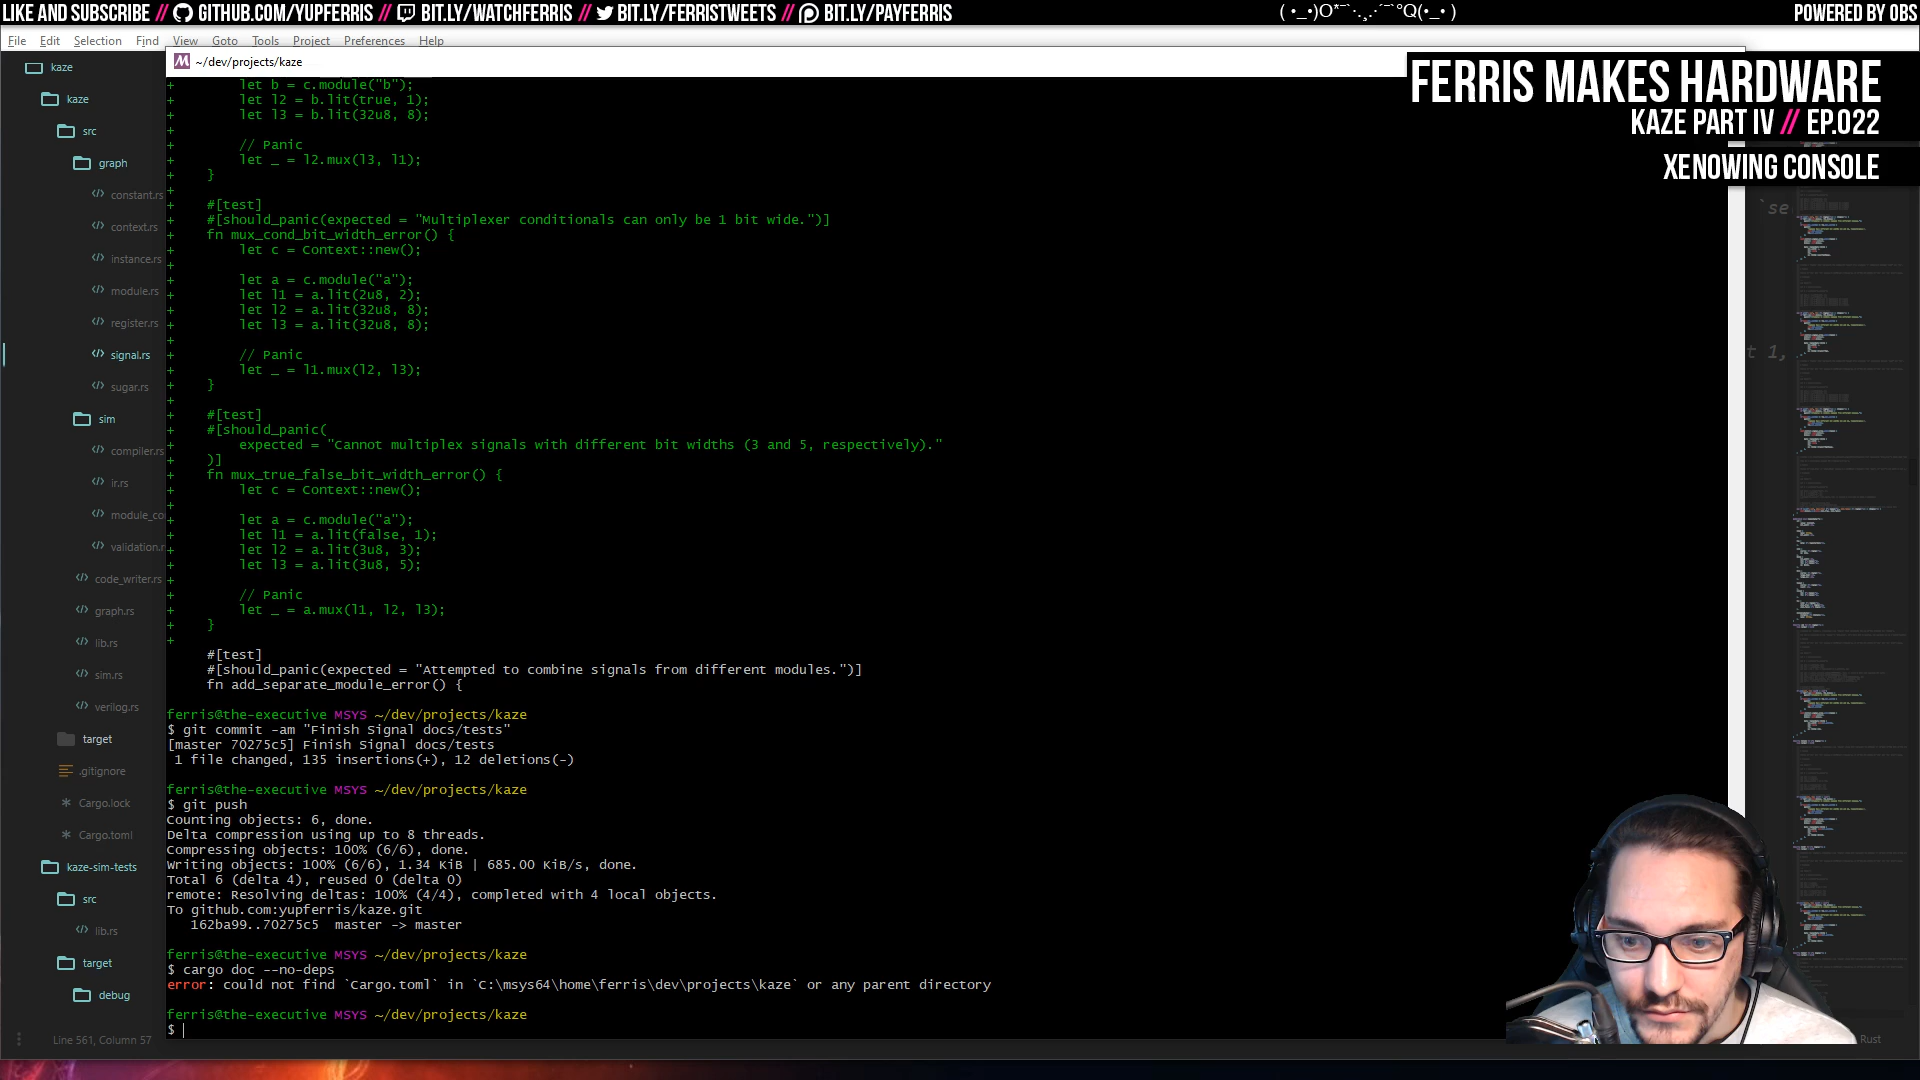 LIKE AND SUBSCRIBE // GITHUB.COM/YUPFERRIS // BIT.LY/WATCHFERRIS // BIT.LY/FERRISTWEETS // BIT.LY/PAYFERRIS
( •_•)O*¯`·.¸.·´¯`°Q(•_• )
POWERED BY OBS
File Edit Selection Find View Goto Tools Project Preferences Help
~/dev/projects/kaze
FERRIS MAKES HARDWARE
KAZE PART IV // EP.022
XENOWING CONSOLE
kaze
kaze
src
graph
constant.rs
context.rs
instance.rs
module.rs
register.rs
signal.rs
sugar.rs
sim
compiler.rs
ir.rs
module_co
validation.r
code_writer.rs
graph.rs
lib.rs
sim.rs
verilog.rs
target
.gitignore
Cargo.lock
Cargo.toml
kaze-sim-tests
src
lib.rs
target
debug
Line 561, Column 57
+        let b = c.module("b");
+        let l2 = b.lit(true, 1);
+        let l3 = b.lit(32u8, 8);
+
+        // Panic
+        let _ = l2.mux(l3, l1);
+    }
+
+    #[test]
+    #[should_panic(expected = "Multiplexer conditionals can only be 1 bit wide.")]
+    fn mux_cond_bit_width_error() {
+        let c = Context::new();
+
+        let a = c.module("a");
+        let l1 = a.lit(2u8, 2);
+        let l2 = a.lit(32u8, 8);
+        let l3 = a.lit(32u8, 8);
+
+        // Panic
+        let _ = l1.mux(l2, l3);
+    }
+
+    #[test]
+    #[should_panic(
+        expected = "Cannot multiplex signals with different bit widths (3 and 5, respectively)."
+    )]
+    fn mux_true_false_bit_width_error() {
+        let c = Context::new();
+
+        let a = c.module("a");
+        let l1 = a.lit(false, 1);
+        let l2 = a.lit(3u8, 3);
+        let l3 = a.lit(3u8, 5);
+
+        // Panic
+        let _ = a.mux(l1, l2, l3);
+    }
+
     #[test]
     #[should_panic(expected = "Attempted to combine signals from different modules.")]
     fn add_separate_module_error() {
ferris@the-executive MSYS ~/dev/projects/kaze
$ git commit -am "Finish Signal docs/tests"
[master 70275c5] Finish Signal docs/tests
 1 file changed, 135 insertions(+), 12 deletions(-)
ferris@the-executive MSYS ~/dev/projects/kaze
$ git push
Counting objects: 6, done.
Delta compression using up to 8 threads.
Compressing objects: 100% (6/6), done.
Writing objects: 100% (6/6), 1.34 KiB | 685.00 KiB/s, done.
Total 6 (delta 4), reused 0 (delta 0)
remote: Resolving deltas: 100% (4/4), completed with 4 local objects.
To github.com:yupferris/kaze.git
   162ba99..70275c5  master -> master
ferris@the-executive MSYS ~/dev/projects/kaze
$ cargo doc --no-deps
error: could not find `Cargo.toml` in `C:\msys64\home\ferris\dev\projects\kaze` or any parent directory
ferris@the-executive MSYS ~/dev/projects/kaze
$
`se
t 1,
Rust